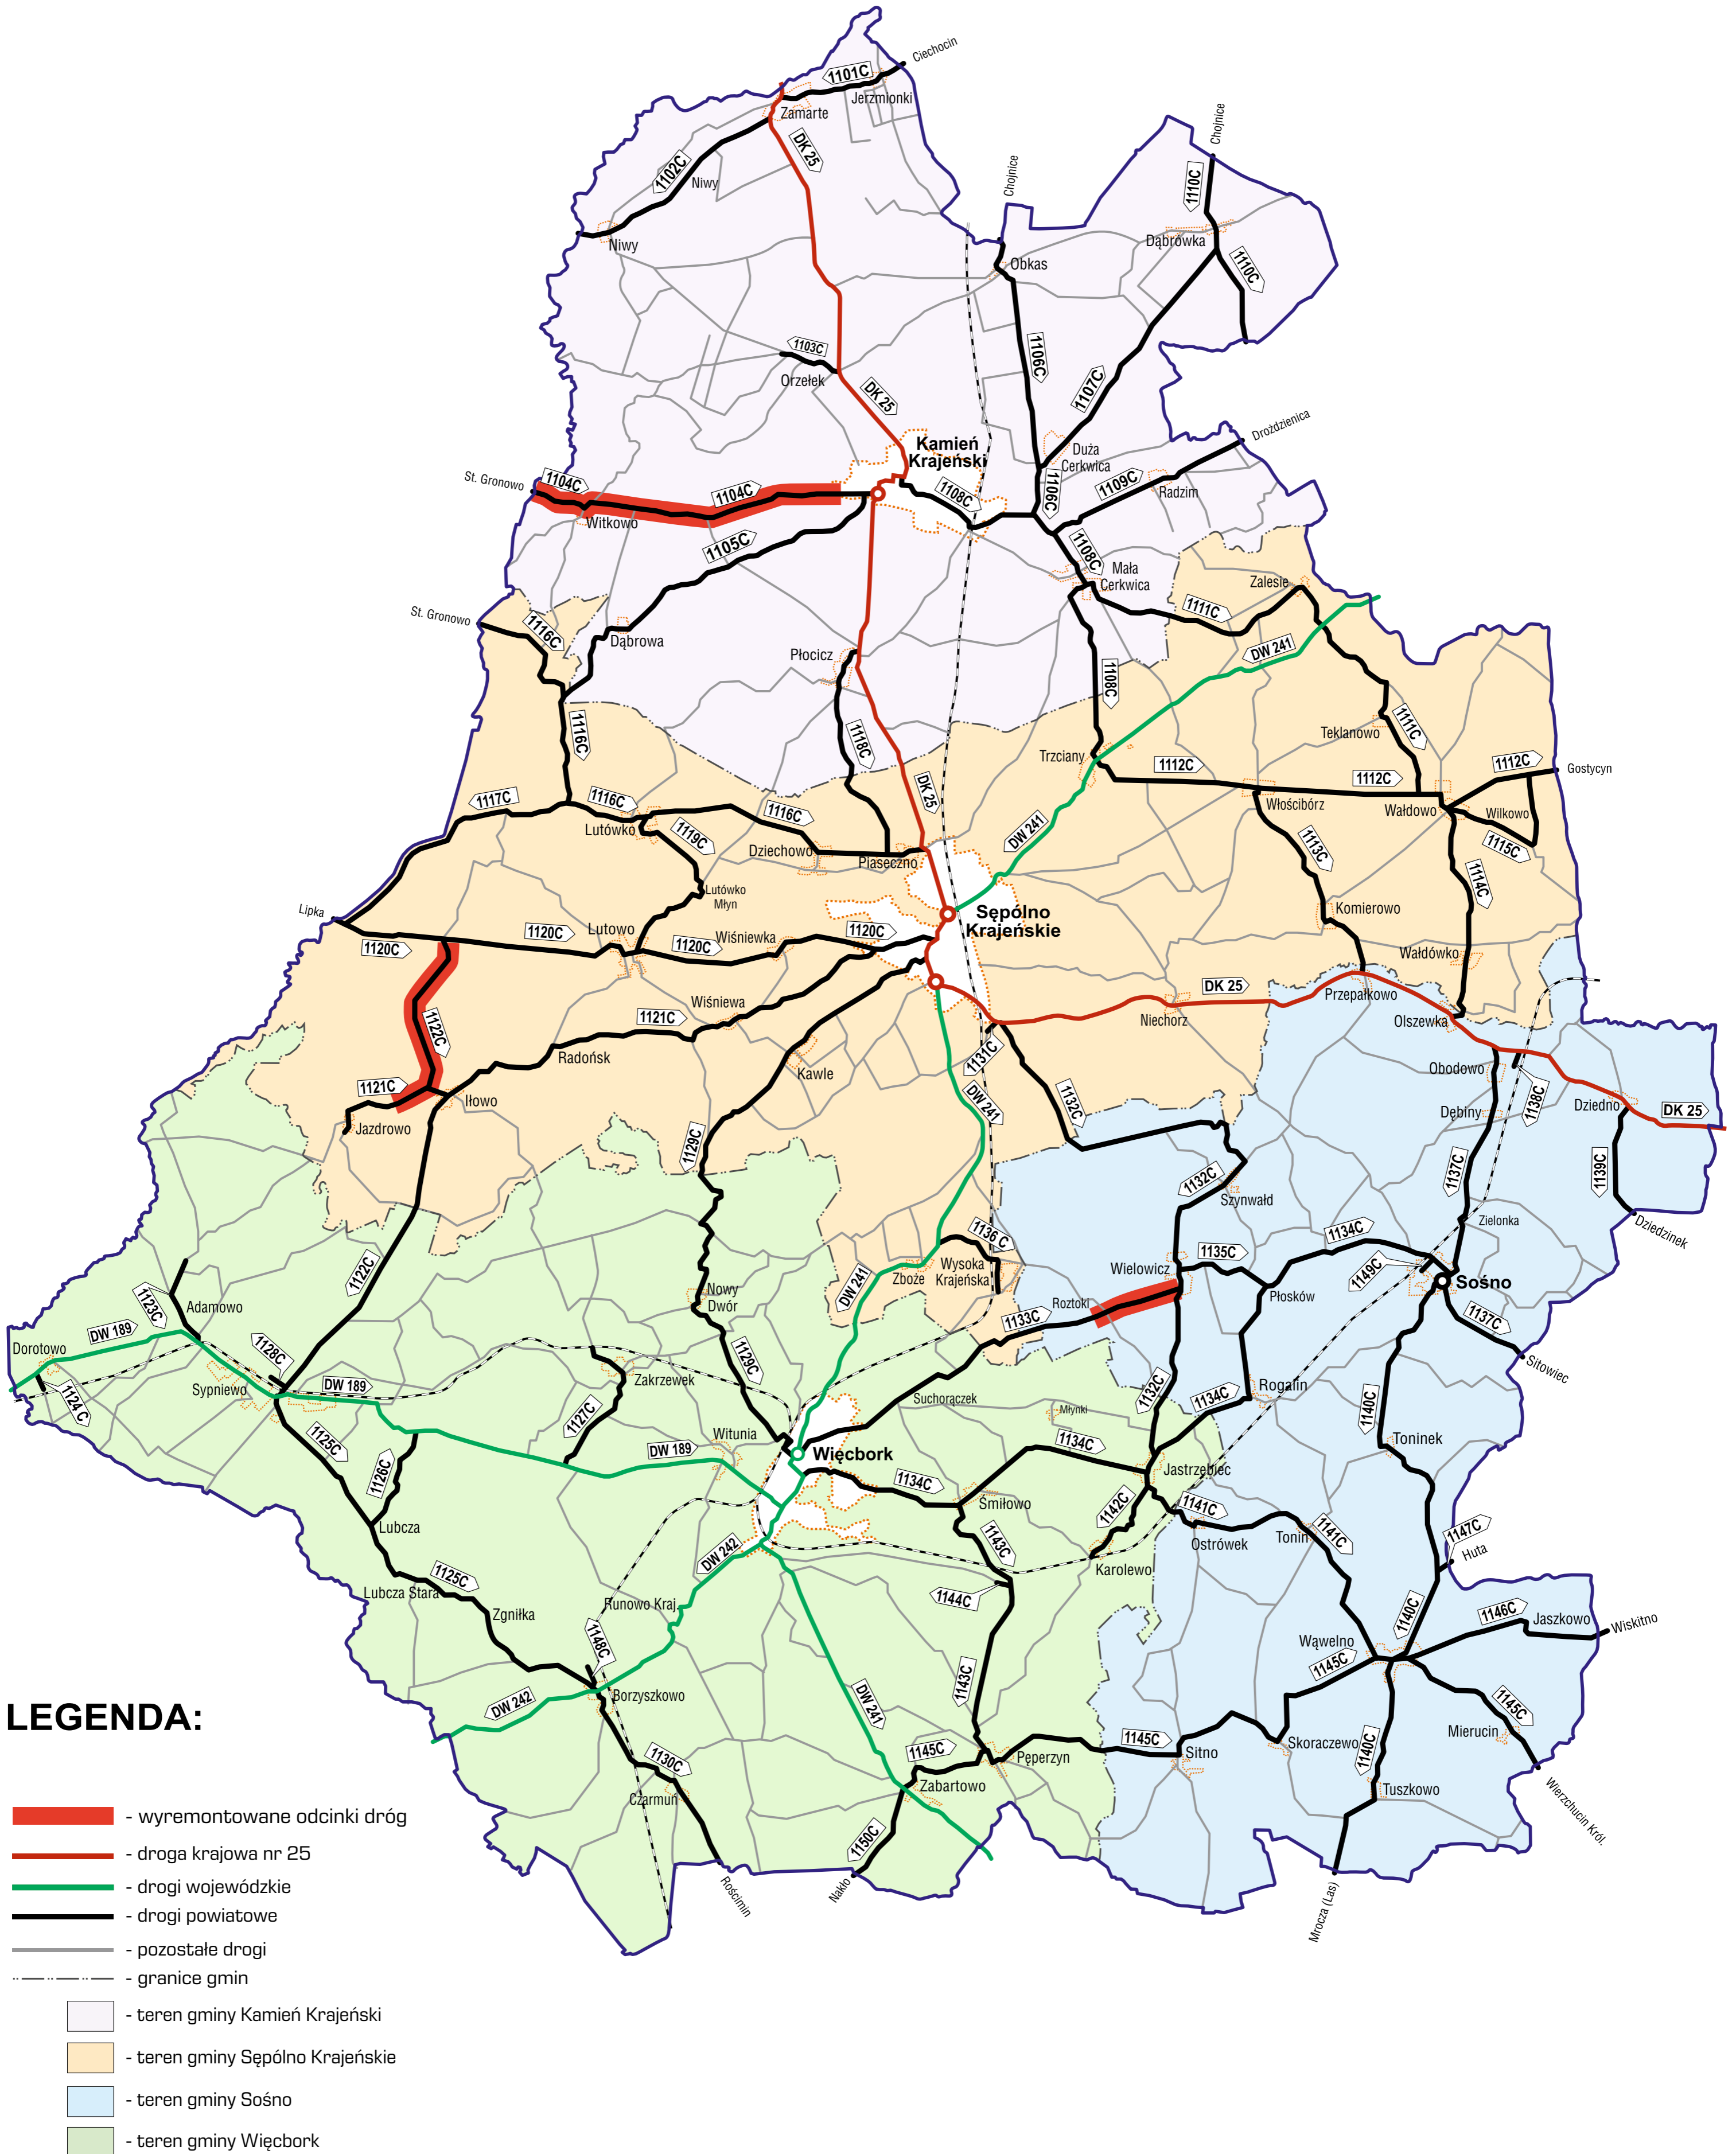 Ciechocin
1101C
Jerzmionki
Zamarte
DK 25
Chojnice
1102C
Niwy
Chojnice
1110C
Niwy
Dąbrówka
Obkas
1110C
1103C
Orzełek
1106C
1107C
DK 25
Drożdzienica
Kamień
Krajeński
Duża
Cerkwica
St. Gronowo
1104C
1104C
1108C
1106C
1109C
Radzim
Witkowo
1105C
1108C
Mała
Cerkwica
Zalesie
St. Gronowo
1116C
1111C
Dąbrowa
Płocicz
DW 241
1108C
1116C
1118C
Teklanowo
1111C
Trzciany
1112C
1112C
1112C
Gostycyn
DK 25
1117C
1116C
1116C
Włościbórz
Wałdowo
Wilkowo
Lutówko
1119C
Dziechowo
Piaseczno
DW 241
1113C
1115C
1114C
Lutówko
Młyn
Lipka
Sępólno
Krajeńskie
Komierowo
1120C
1120C
Lutowo
1120C
Wiśniewka
1120C
Wałdówko
DK 25
Przepałkowo
Wiśniewa
1121C
Niechorz
Olszewka
1122C
Radońsk
1131C
Kawle
Obodowo
1138C
1121C
Iłowo
DW 241
1132C
Dębiny
Dziedno
DK 25
Jazdrowo
1129C
1132C
Szynwałd
1137C
1139C
Zielonka
Dziedzinek
1136 C
1134C
1122C
Zboże
Wysoka
Krajeńska
Wielowicz
1135C
1149C
Sośno
1123C
Adamowo
Nowy
Dwór
DW 241
Roztoki
Płosków
1133C
1137C
Dorotowo
DW 189
1128C
1129C
Sitowiec
1124 C
Sypniewo
DW 189
Zakrzewek
Suchorączek
1132C
1134C
Rogalin
1140C
1127C
Młynki
1125C
1126C
Witunia
DW 189
Więcbork
1134C
Toninek
1134C
Jastrzębiec
Śmiłowo
1142C
1141C
Lubcza
1143C
Ostrówek
Tonin
1141C
1147C
Huta
DW 242
Karolewo
1125C
Lubcza Stara
1144C
Zgniłka
Runowo Kraj.
1140C
1146C
Jaszkowo
Wiskitno
1148C
Wąwelno
1145C
1143C
DW 242
Borzyszkowo
DW 241
1145C
Mierucin
LEGENDA:
1130C
1145C
Pęperzyn
1145C
Sitno
Skoraczewo
1140C
Czarmuń
Zabartowo
Tuszkowo
Wierzchucin Król.
1150C
Rościmin
Nakło
Mrocza (Las)
- wyremontowane odcinki dróg
- droga krajowa nr 25
- drogi wojewódzkie
- drogi powiatowe
- pozostałe drogi
- granice gmin
- teren gminy Kamień Krajeński
- teren gminy Sępólno Krajeńskie
- teren gminy Sośno
- teren gminy Więcbork